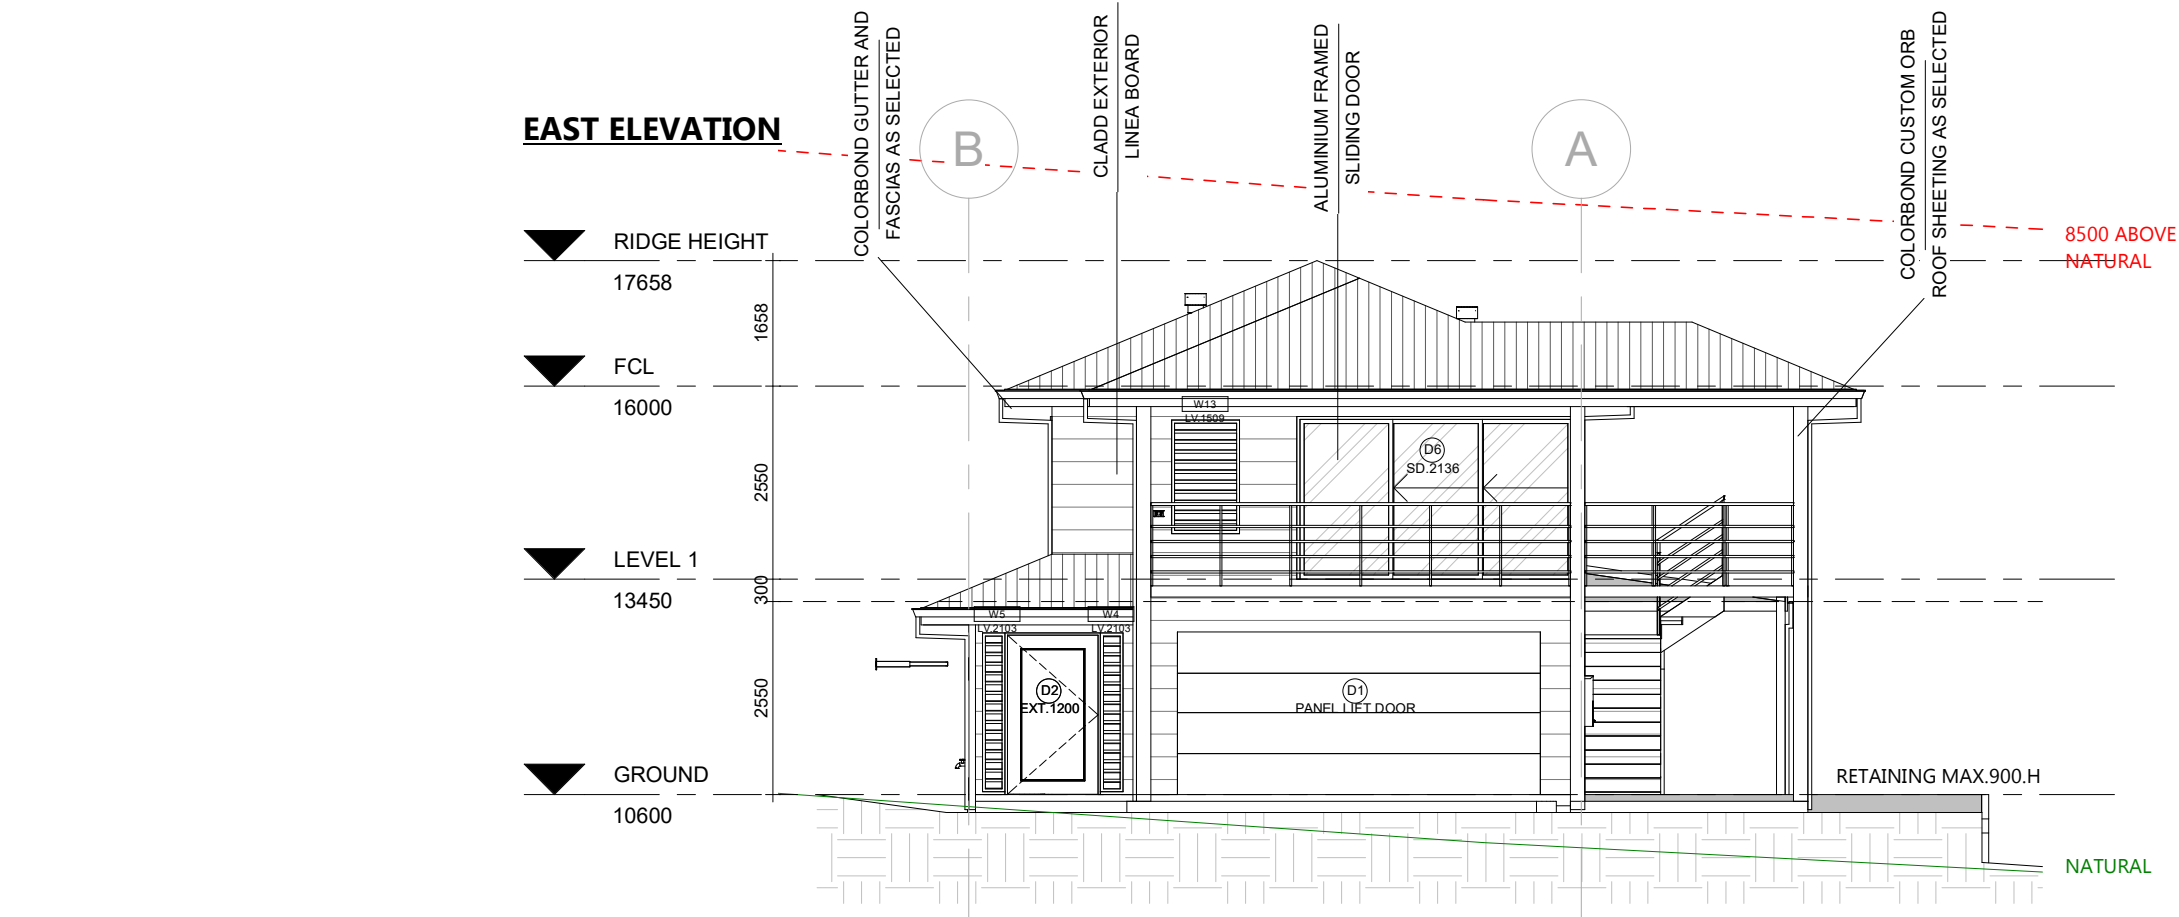 COLORBOND GUTTER AND
FASCIAS AS SELECTED
CLADD EXTERIOR
LINEA BOARD
ALUMINIUM FRAMED
SLIDING DOOR
COLORBOND CUSTOM ORB
ROOF SHEETING AS SELECTED
EAST ELEVATION
B
A
8500 ABOVE
NATURAL
RIDGE HEIGHT
17658
1658
FCL
16000
2550
LEVEL 1
13450
300
2550
GROUND
10600
W13
LV.1509
D6
SD.2136
W5
LV.2103
W4
LV.2103
D2
EXT.1200
D1
PANEL LIFT DOOR
RETAINING MAX.900.H
NATURAL